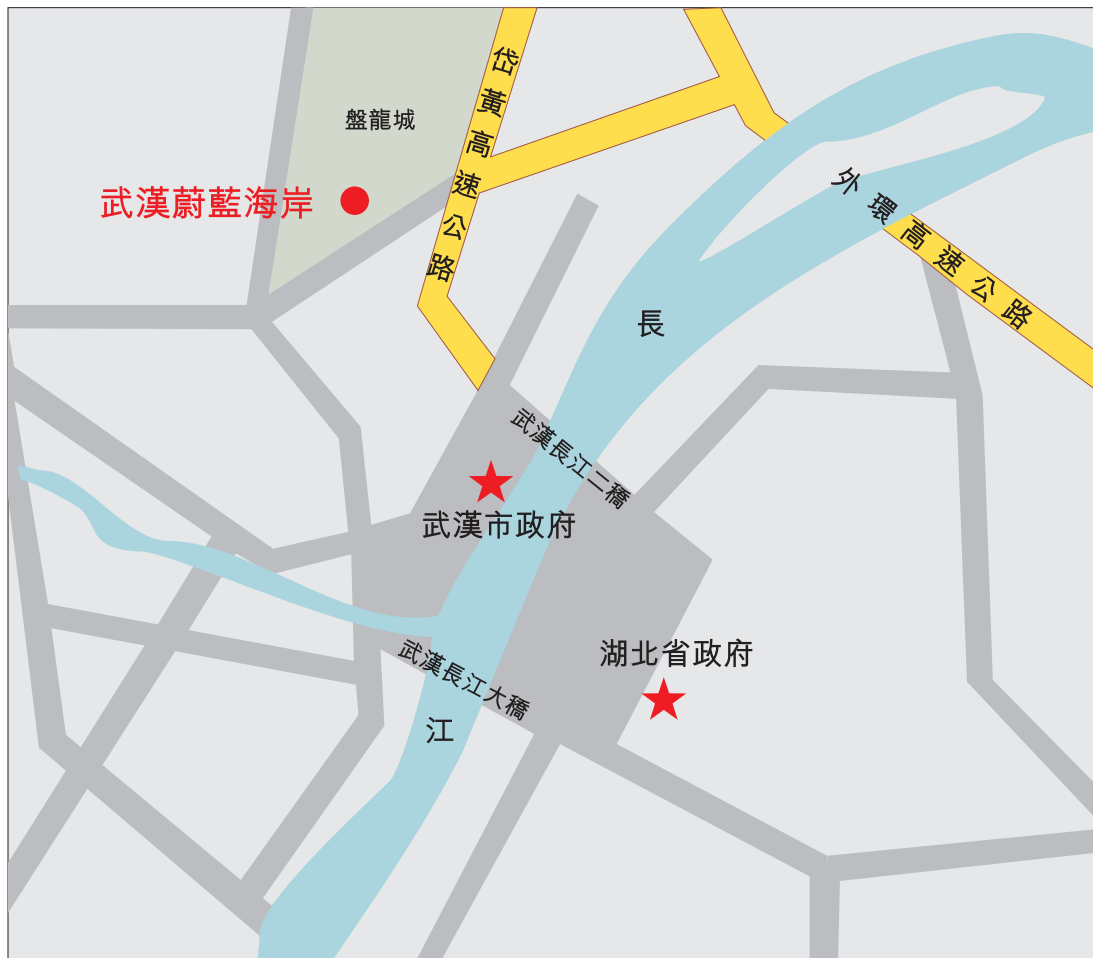 盤龍城
武漢蔚藍海岸
岱黃高速公路
外環高速公路
長
武漢長江二橋
武漢市政府
湖北省政府
武漢長江大橋
江